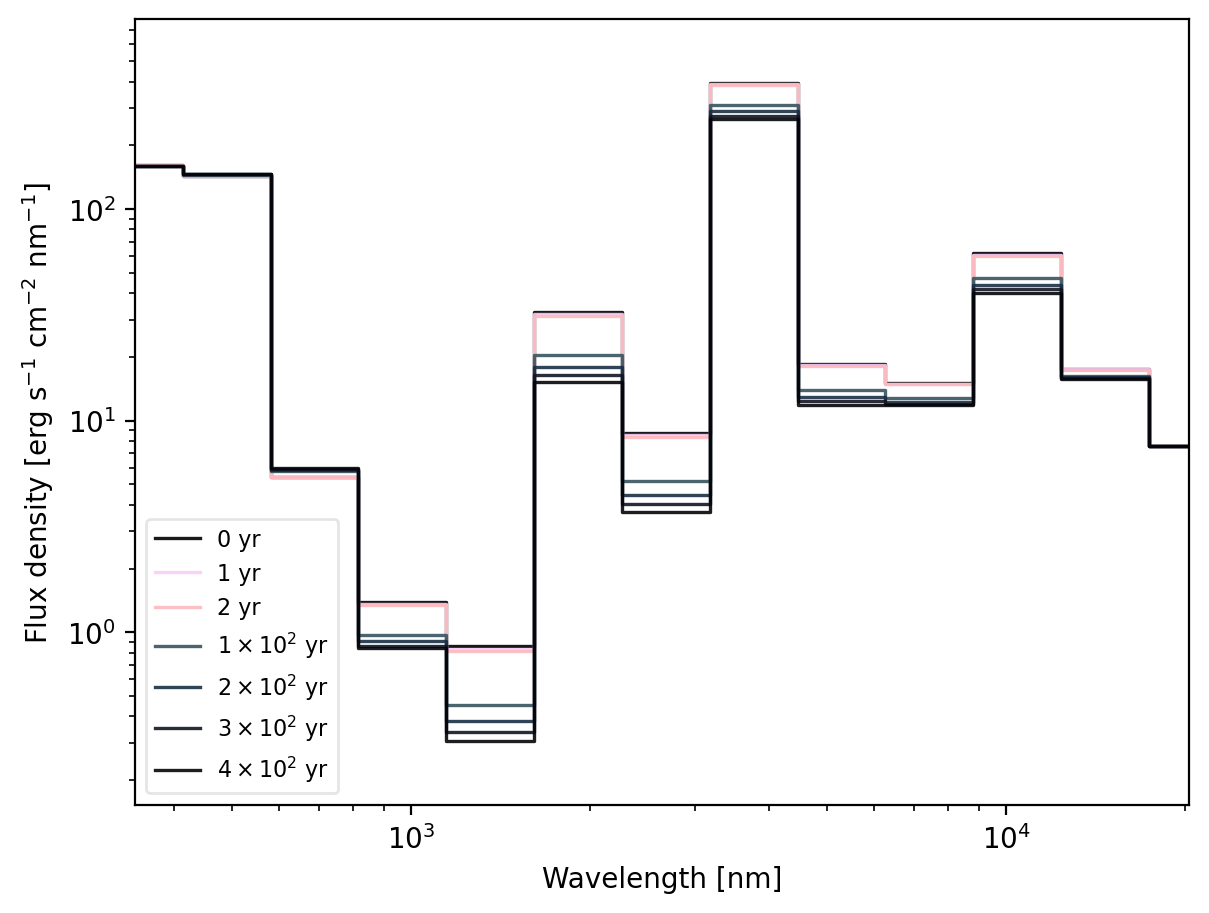 Flux density [erg s⁻¹ cm⁻² nm⁻¹]
10²
10¹
10⁰
0 yr
1 yr
2 yr
1 × 10² yr
2 × 10² yr
3 × 10² yr
4 × 10² yr
10³
10⁴
Wavelength [nm]